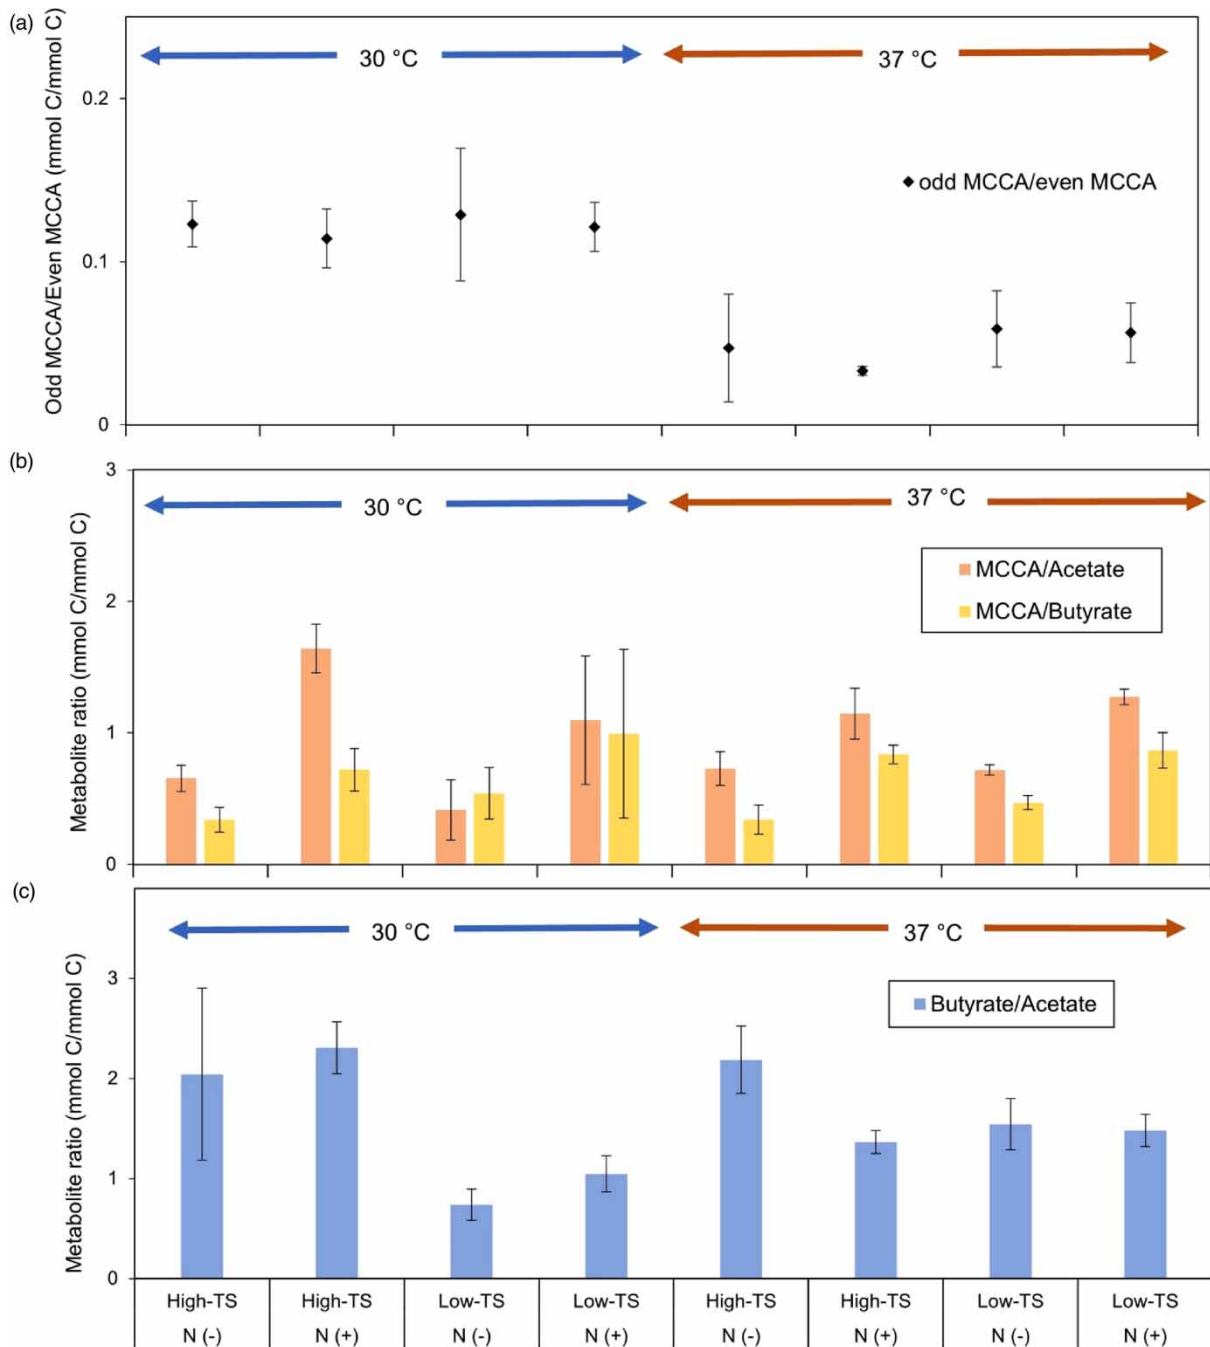 (a)
30 °C
37 °C
0.2
odd MCCA/even MCCA
0.1
0
Odd MCCA/Even MCCA (mmol C/mmol C)
(b)
3
30 °C
37 °C
MCCA/Acetate
MCCA/Butyrate
2
1
0
Metabolite ratio (mmol C/mmol C)
(c)
30 °C
37 °C
3
Butyrate/Acetate
2
1
0
Metabolite ratio (mmol C/mmol C)
High-TS High-TS Low-TS Low-TS High-TS High-TS Low-TS Low-TS
N (-) N (+) N (-) N (+) N (-) N (+) N (-) N (+)